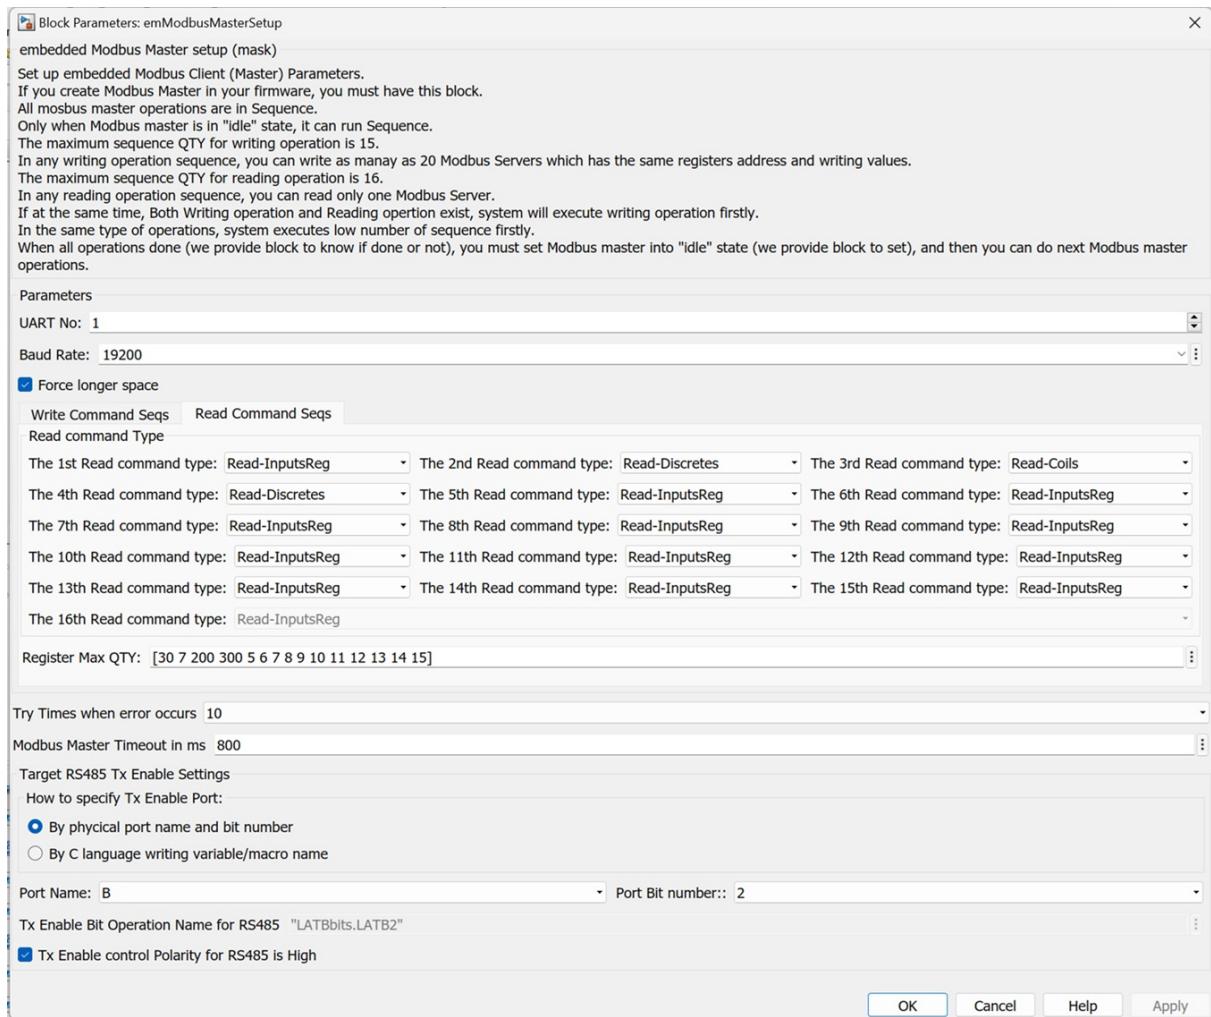 Block Parameters: emModbusMasterSetup
embedded Modbus Master setup (mask)
Set up embedded Modbus Client (Master) Parameters.
If you create Modbus Master in your firmware, you must have this block.
All mosbus master operations are in Sequence.
Only when Modbus master is in "idle" state, it can run Sequence.
The maximum sequence QTY for writing operation is 15.
In any writing operation sequence, you can write as manay as 20 Modbus Servers which has the same registers address and writing values.
The maximum sequence QTY for reading operation is 16.
In any reading operation sequence, you can read only one Modbus Server.
If at the same time, Both Writing operation and Reading opertion exist, system will execute writing operation firstly.
In the same type of operations, system executes low number of sequence firstly.
When all operations done (we provide block to know if done or not), you must set Modbus master into "idle" state (we provide block to set), and then you can do next Modbus master
operations.
Parameters
UART No: 1
Baud Rate: 19200
Force longer space
Write Command Seqs Read Command Seqs
Read command Type
The 1st Read command type: Read-InputsReg The 2nd Read command type: Read-Discretes The 3rd Read command type: Read-Coils
The 4th Read command type: Read-Discretes The 5th Read command type: Read-InputsReg The 6th Read command type: Read-InputsReg
The 7th Read command type: Read-InputsReg The 8th Read command type: Read-InputsReg The 9th Read command type: Read-InputsReg
The 10th Read command type: Read-InputsReg The 11th Read command type: Read-InputsReg The 12th Read command type: Read-InputsReg
The 13th Read command type: Read-InputsReg The 14th Read command type: Read-InputsReg The 15th Read command type: Read-InputsReg
The 16th Read command type: Read-InputsReg
Register Max QTY: [30 7 200 300 5 6 7 8 9 10 11 12 13 14 15]
Try Times when error occurs 10
Modbus Master Timeout in ms 800
Target RS485 Tx Enable Settings
How to specify Tx Enable Port:
By phycical port name and bit number
By C language writing variable/macro name
Port Name: B Port Bit number:: 2
Tx Enable Bit Operation Name for RS485 "LATBbits.LATB2"
Tx Enable control Polarity for RS485 is High
OK Cancel Help Apply